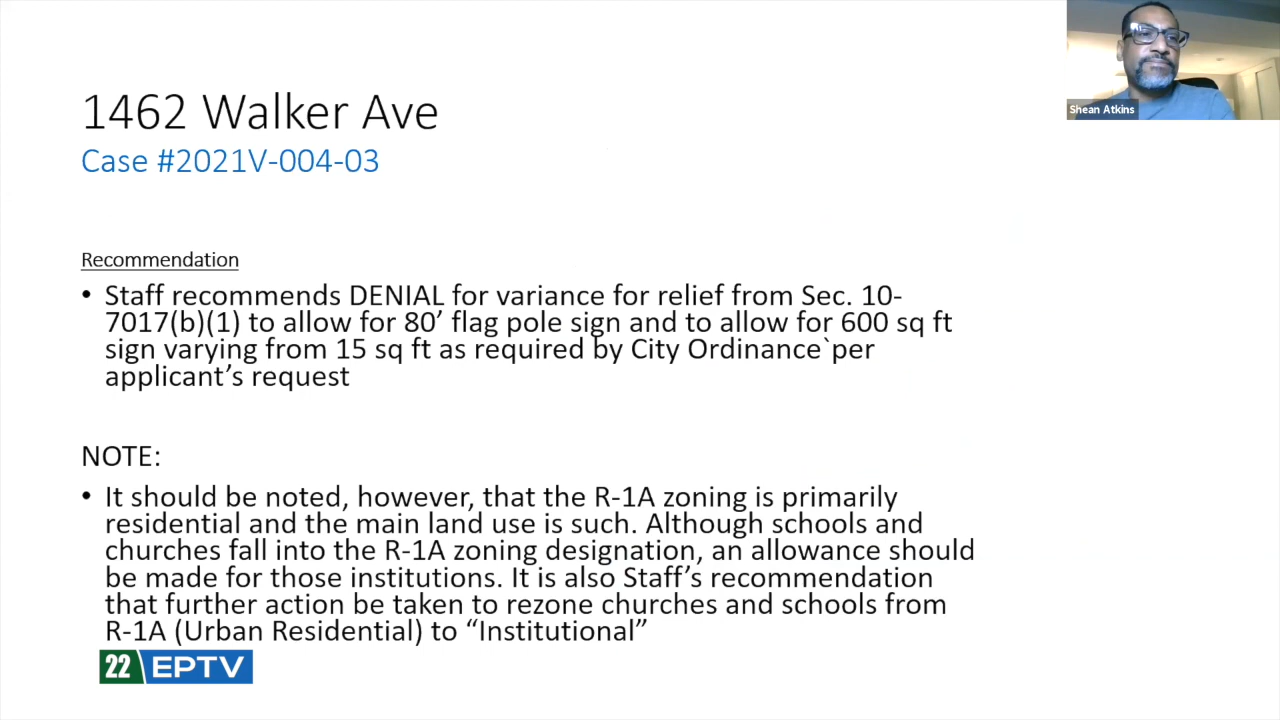 1462 Walker Ave
Case #2021V-004-03
Shean Atkins
Recommendation
• Staff recommends DENIAL for variance for relief from Sec. 10-
7017(b)(1) to allow for 80’ flag pole sign and to allow for 600 sq ft
sign varying from 15 sq ft as required by City Ordinance`per
applicant’s request
NOTE:
• It should be noted, however, that the R-1A zoning is primarily
residential and the main land use is such. Although schools and
churches fall into the R-1A zoning designation, an allowance should
be made for those institutions. It is also Staff’s recommendation
that further action be taken to rezone churches and schools from
R-1A (Urban Residential) to “Institutional”
22 EPTV